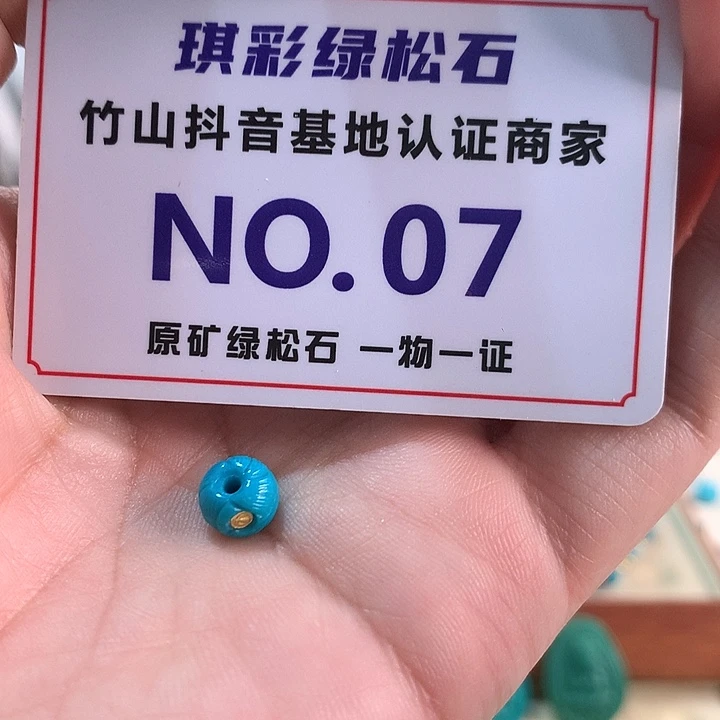 琪彩绿松石
竹山抖音基地认证商家
NO.07
原矿绿松石 一物一证